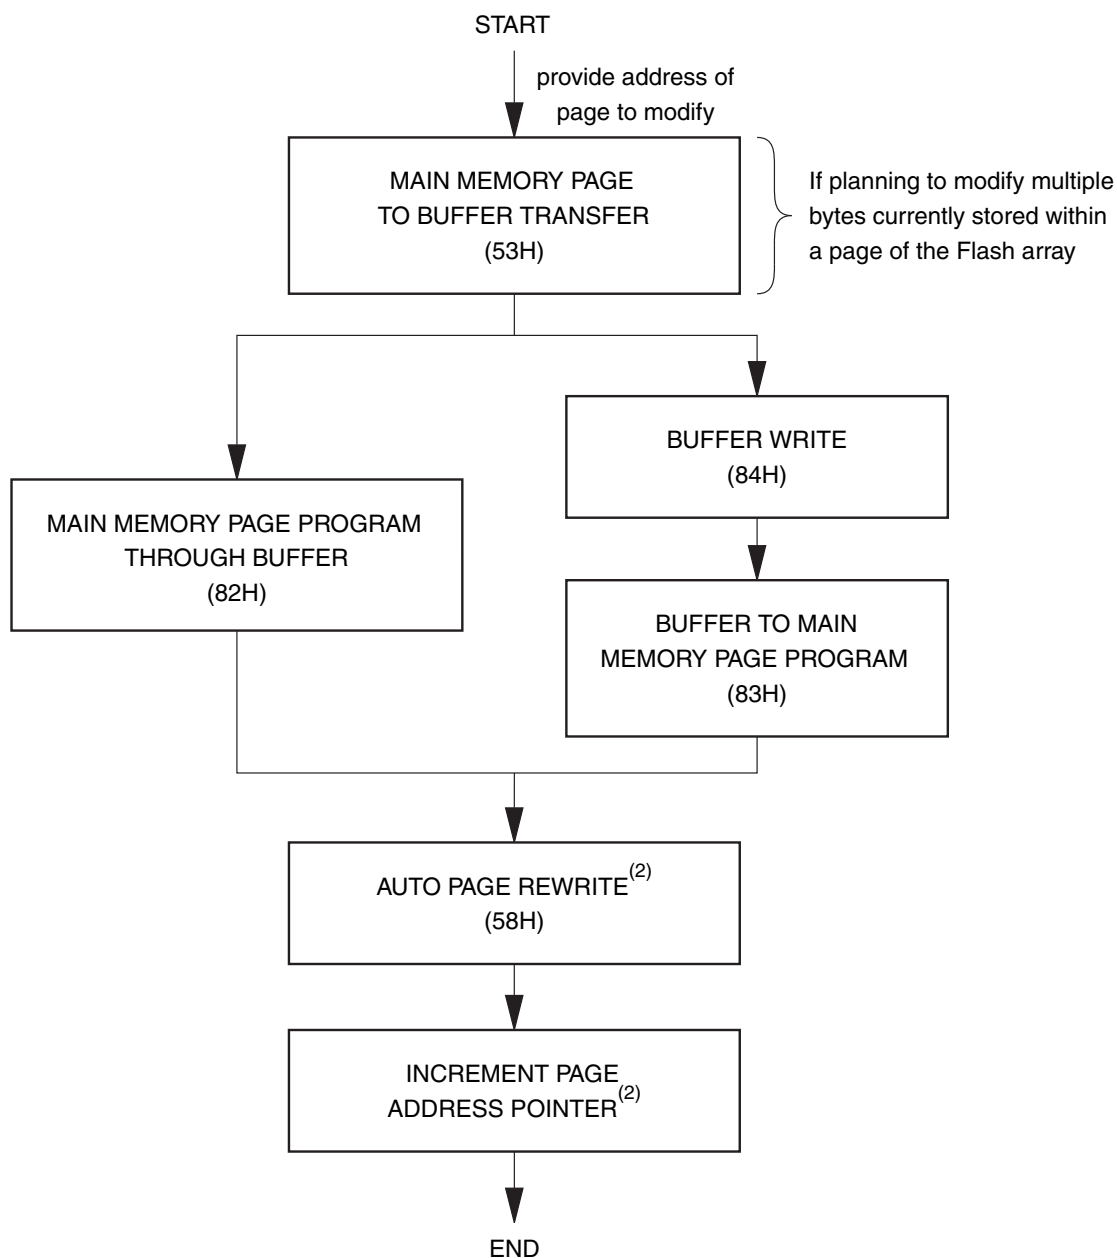 START
provide address of
page to modify
MAIN MEMORY PAGE
TO BUFFER TRANSFER
(53H)
If planning to modify multiple
bytes currently stored within
a page of the Flash array
BUFFER WRITE
(84H)
MAIN MEMORY PAGE PROGRAM
THROUGH BUFFER
(82H)
BUFFER TO MAIN
MEMORY PAGE PROGRAM
(83H)
AUTO PAGE REWRITE(2)
(58H)
INCREMENT PAGE
ADDRESS POINTER(2)
END